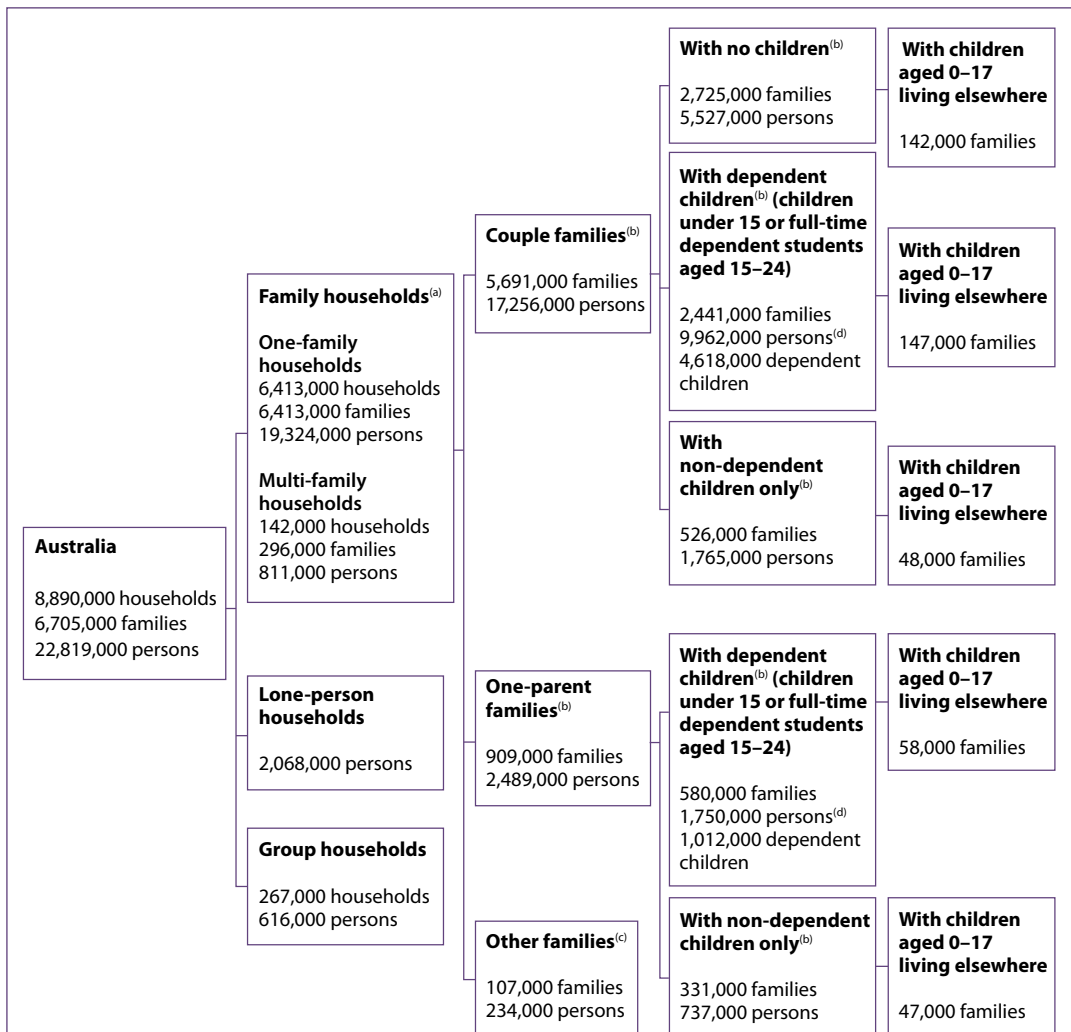 Australia
8,890,000 households
6,705,000 families
22,819,000 persons
Family households(a)
One-family
households
6,413,000 households
6,413,000 families
19,324,000 persons
Multi-family
households
142,000 households
296,000 families
811,000 persons
Lone-person
households
2,068,000 persons
Group households
267,000 households
616,000 persons
Couple families(b)
5,691,000 families
17,256,000 persons
One-parent
families(b)
909,000 families
2,489,000 persons
Other families(c)
107,000 families
234,000 persons
With no children(b)
2,725,000 families
5,527,000 persons
With dependent
children(b) (children
under 15 or full-time
dependent students
aged 15–24)
2,441,000 families
9,962,000 persons(d)
4,618,000 dependent
children
With
non-dependent
children only(b)
526,000 families
1,765,000 persons
With dependent
children(b) (children
under 15 or full-time
dependent students
aged 15–24)
580,000 families
1,750,000 persons(d)
1,012,000 dependent
children
With non-dependent
children only(b)
331,000 families
737,000 persons
With children
aged 0–17
living elsewhere
142,000 families
With children
aged 0–17
living elsewhere
147,000 families
With children
aged 0–17
living elsewhere
48,000 families
With children
aged 0–17
living elsewhere
58,000 families
With children
aged 0–17
living elsewhere
47,000 families